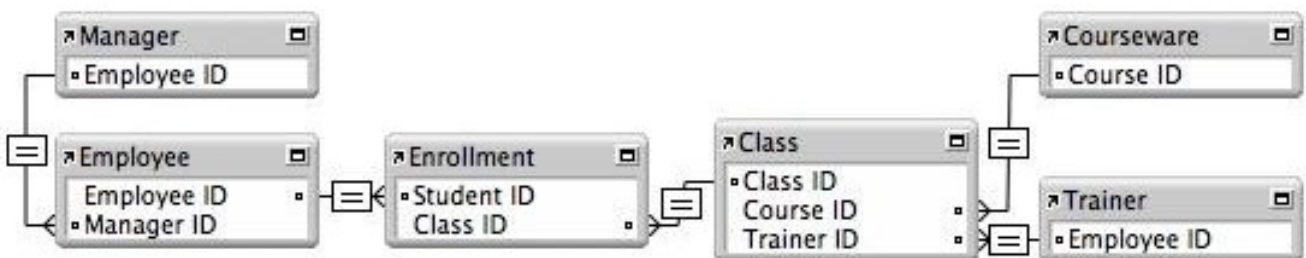 Manager
Employee ID
Employee
Employee ID
Manager ID
Enrollment
Student ID
Class ID
Class
Class ID
Course ID
Trainer ID
Courseware
Course ID
Trainer
Employee ID